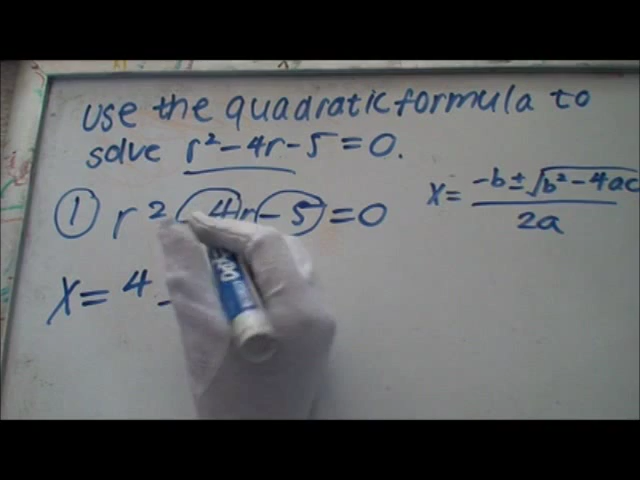 use the quadratic formula to
solve r²-4r-5=0.
x= -b±√b²-4ac
2a
① r² -4r-5=0
X= 4
EXPO